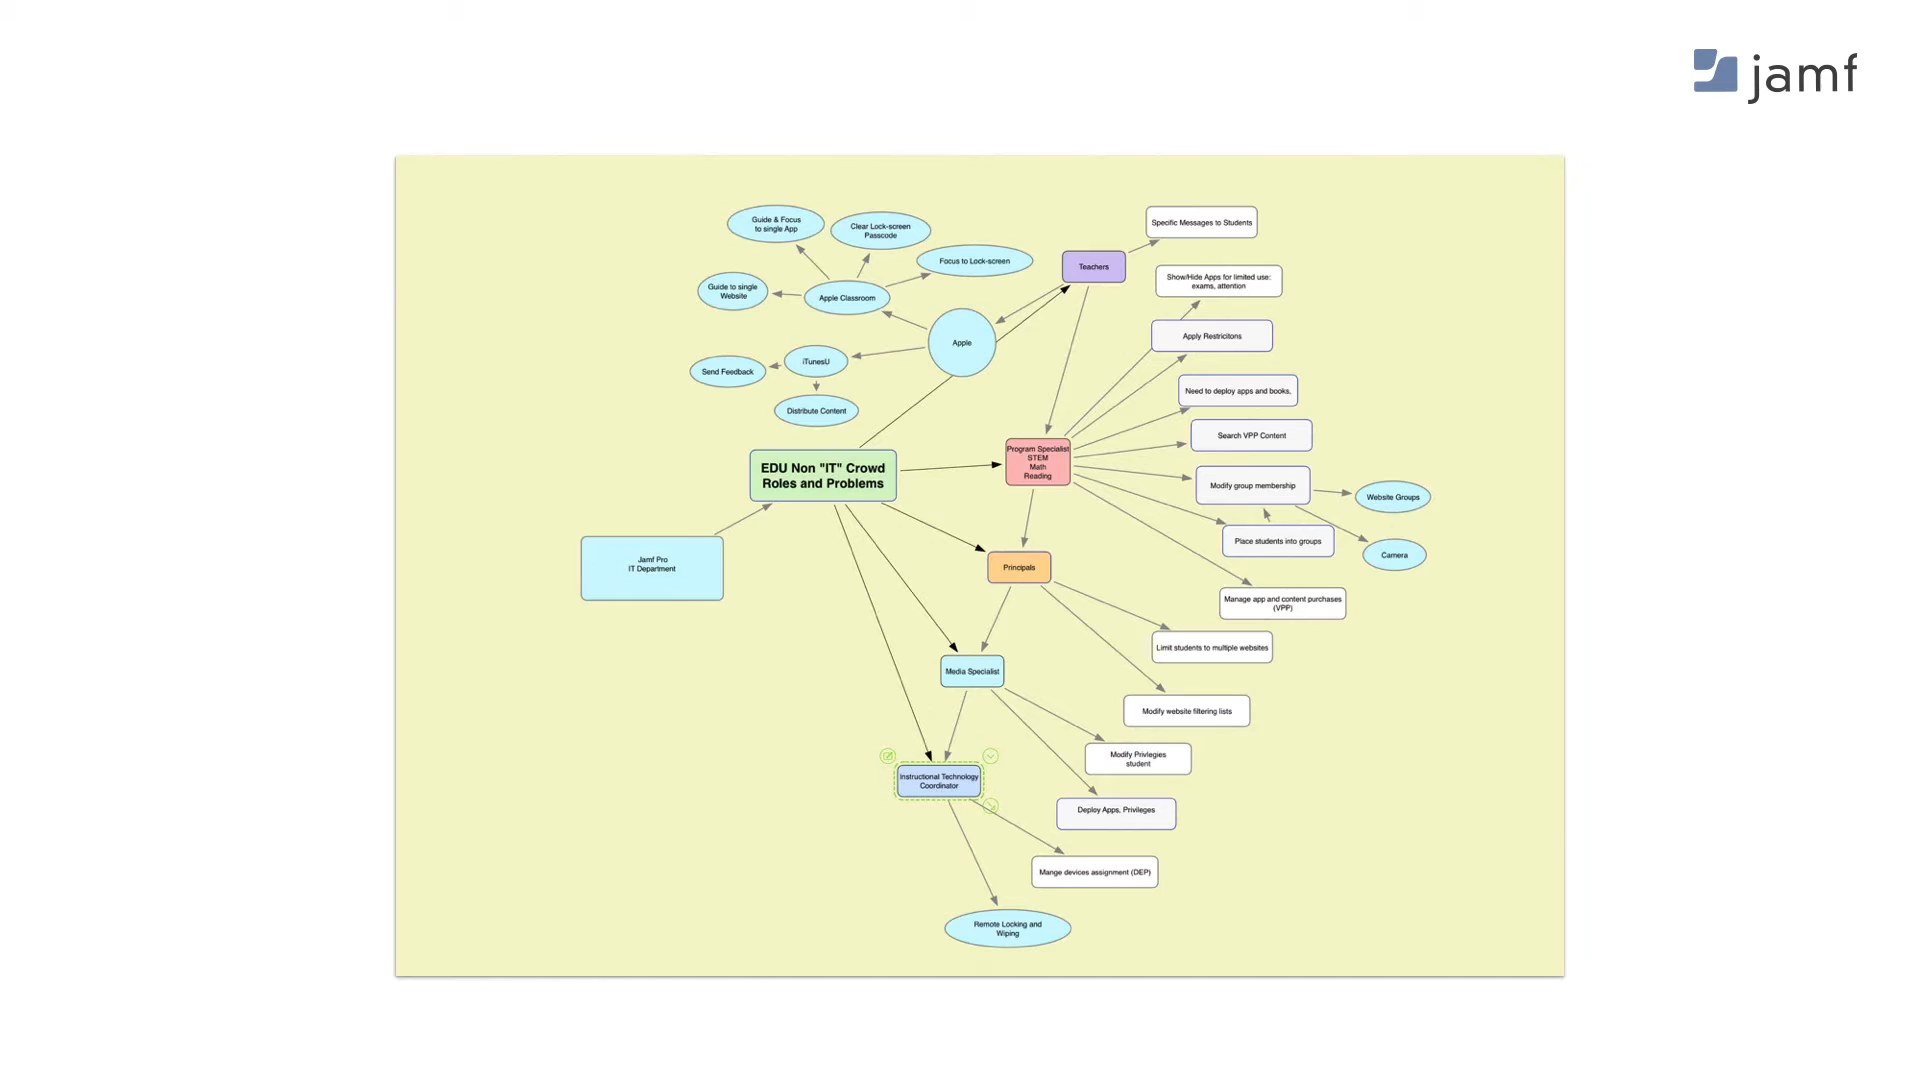 jamf
Guide & Focus
to single App
Clear Lock-screen
Passcode
Specific Messages to Students
Focus to Lock-screen
Teachers
Show/Hide Apps for limited use:
exams, attention
Guide to single
Website
Apple Classroom
Apple
Apply Restricitons
iTunesU
Send Feedback
Distribute Content
Need to deploy apps and books,
Search VPP Content
EDU Non "IT" Crowd
Roles and Problems
Program Specialist
STEM
Math
Reading
Modify group membership
Website Groups
Place students into groups
Camera
Jamf Pro
IT Department
Principals
Manage app and content purchases
(VPP)
Limit students to multiple websites
Media Specialist
Modify website filtering lists
Modify Privlegies
student
Instructional Technology
Coordinator
Deploy Apps, Privileges
Mange devices assignment (DEP)
Remote Locking and
Wiping